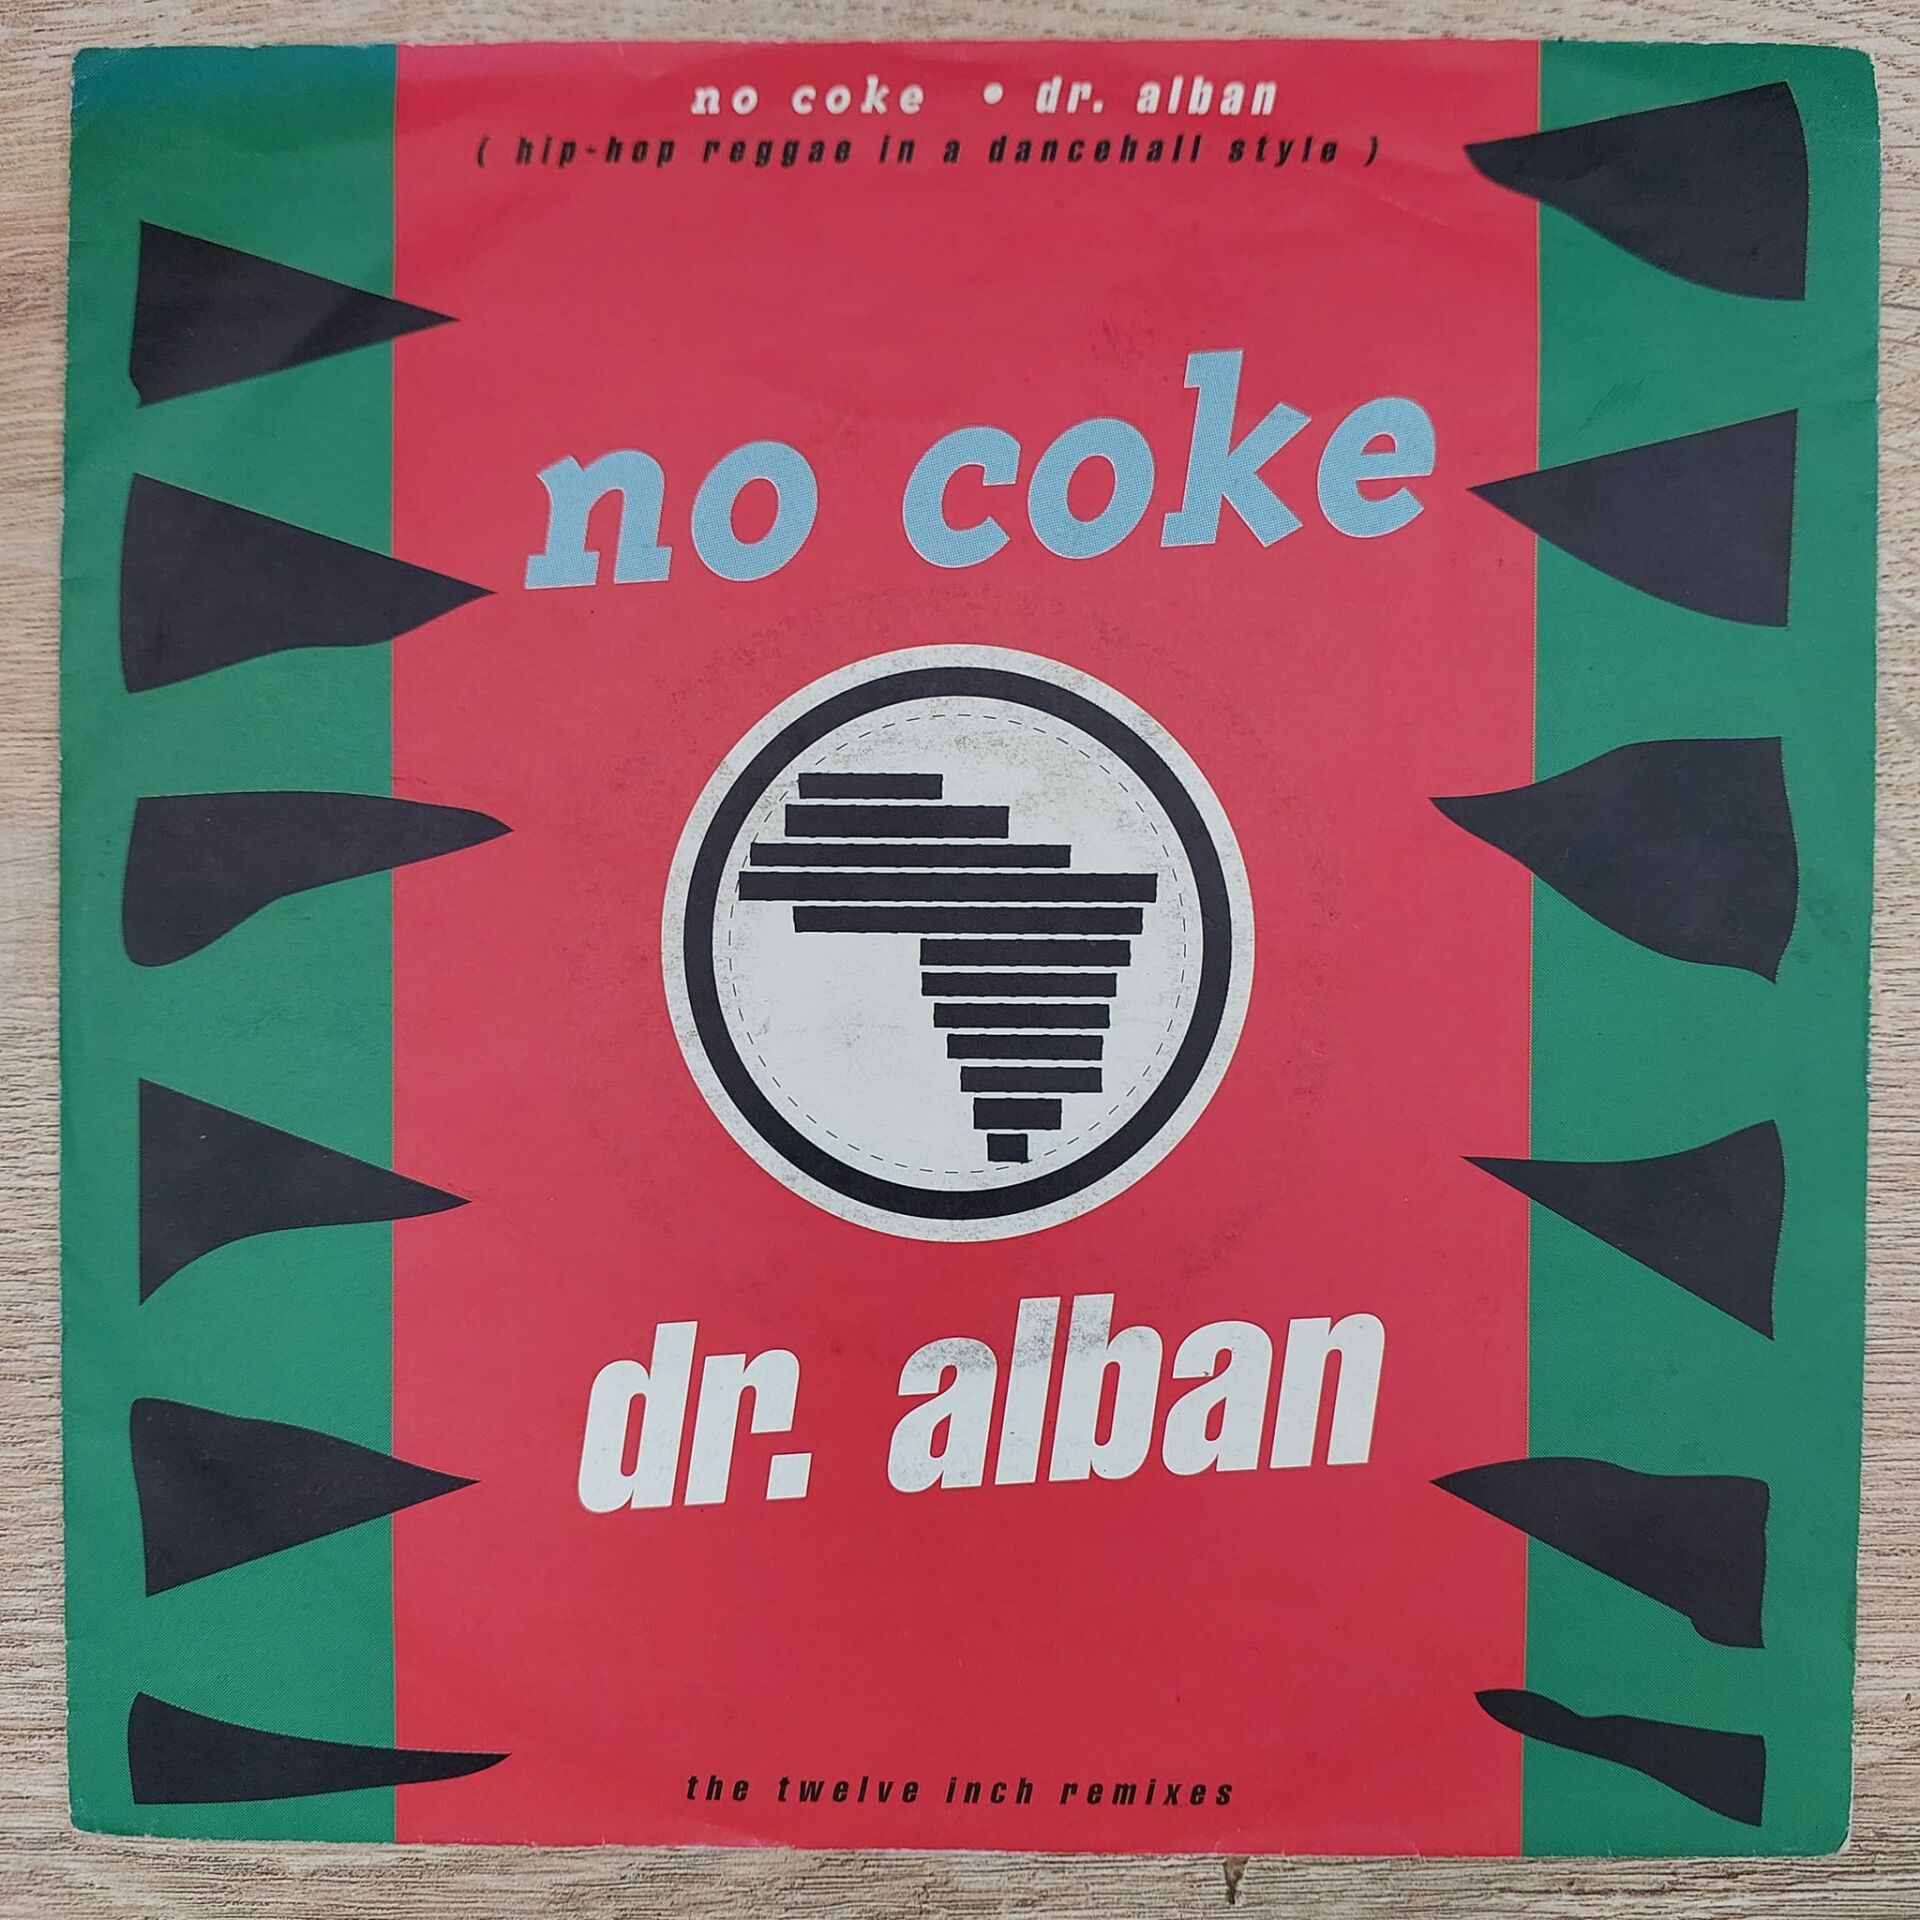 no coke • dr. alban
( hip-hop reggae in a dancehall style )
no coke
dr. alban
the twelve inch remixes